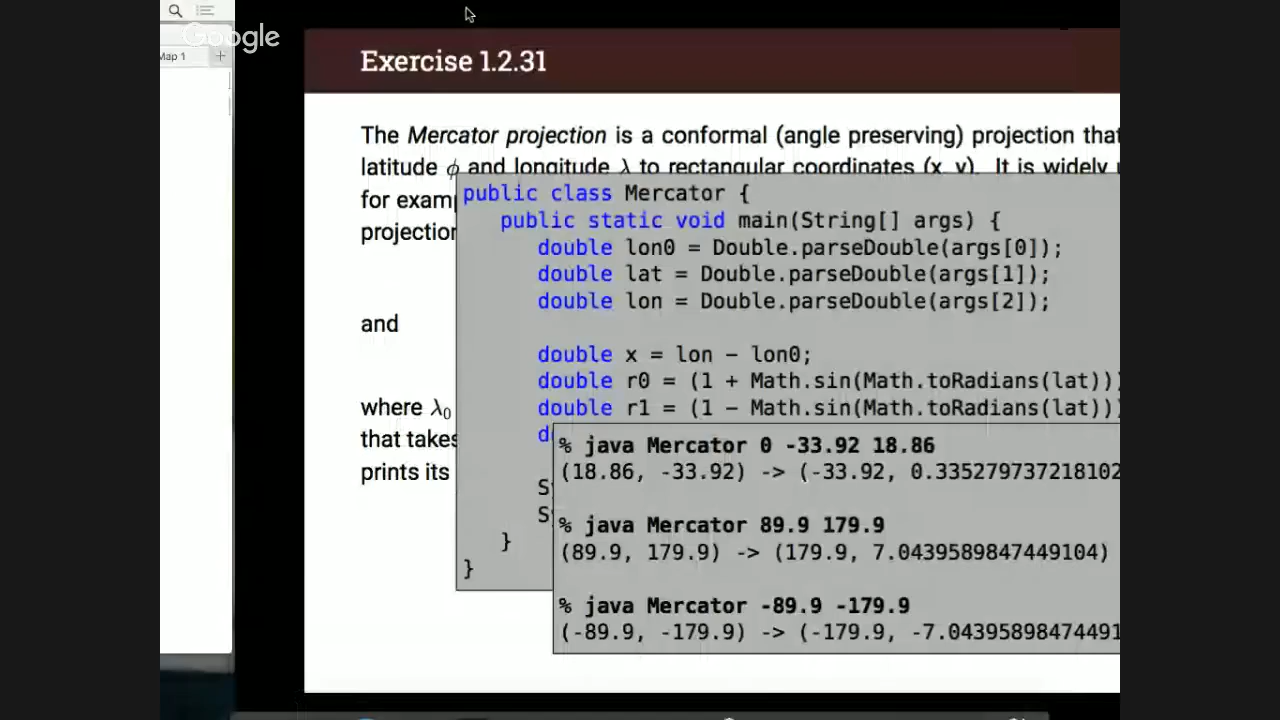 Google
Map 1 +
Exercise 1.2.31
The Mercator projection is a conformal (angle preserving) projection that
latitude ϕ and longitude λ to rectangular coordinates (x, y). It is widely
for exam
projection
and
where λ0
that takes
prints its
public class Mercator {
public static void main(String[] args) {
double lon0 = Double.parseDouble(args[0]);
double lat = Double.parseDouble(args[1]);
double lon = Double.parseDouble(args[2]);
double x = lon - lon0;
double r0 = (1 + Math.sin(Math.toRadians(lat)))
double r1 = (1 - Math.sin(Math.toRadians(lat)))
d
S
S
}
}
% java Mercator 0 -33.92 18.86
(18.86, -33.92) -> (-33.92, 0.335279737218102
% java Mercator 89.9 179.9
(89.9, 179.9) -> (179.9, 7.0439589847449104)
% java Mercator -89.9 -179.9
(-89.9, -179.9) -> (-179.9, -7.04395898474491